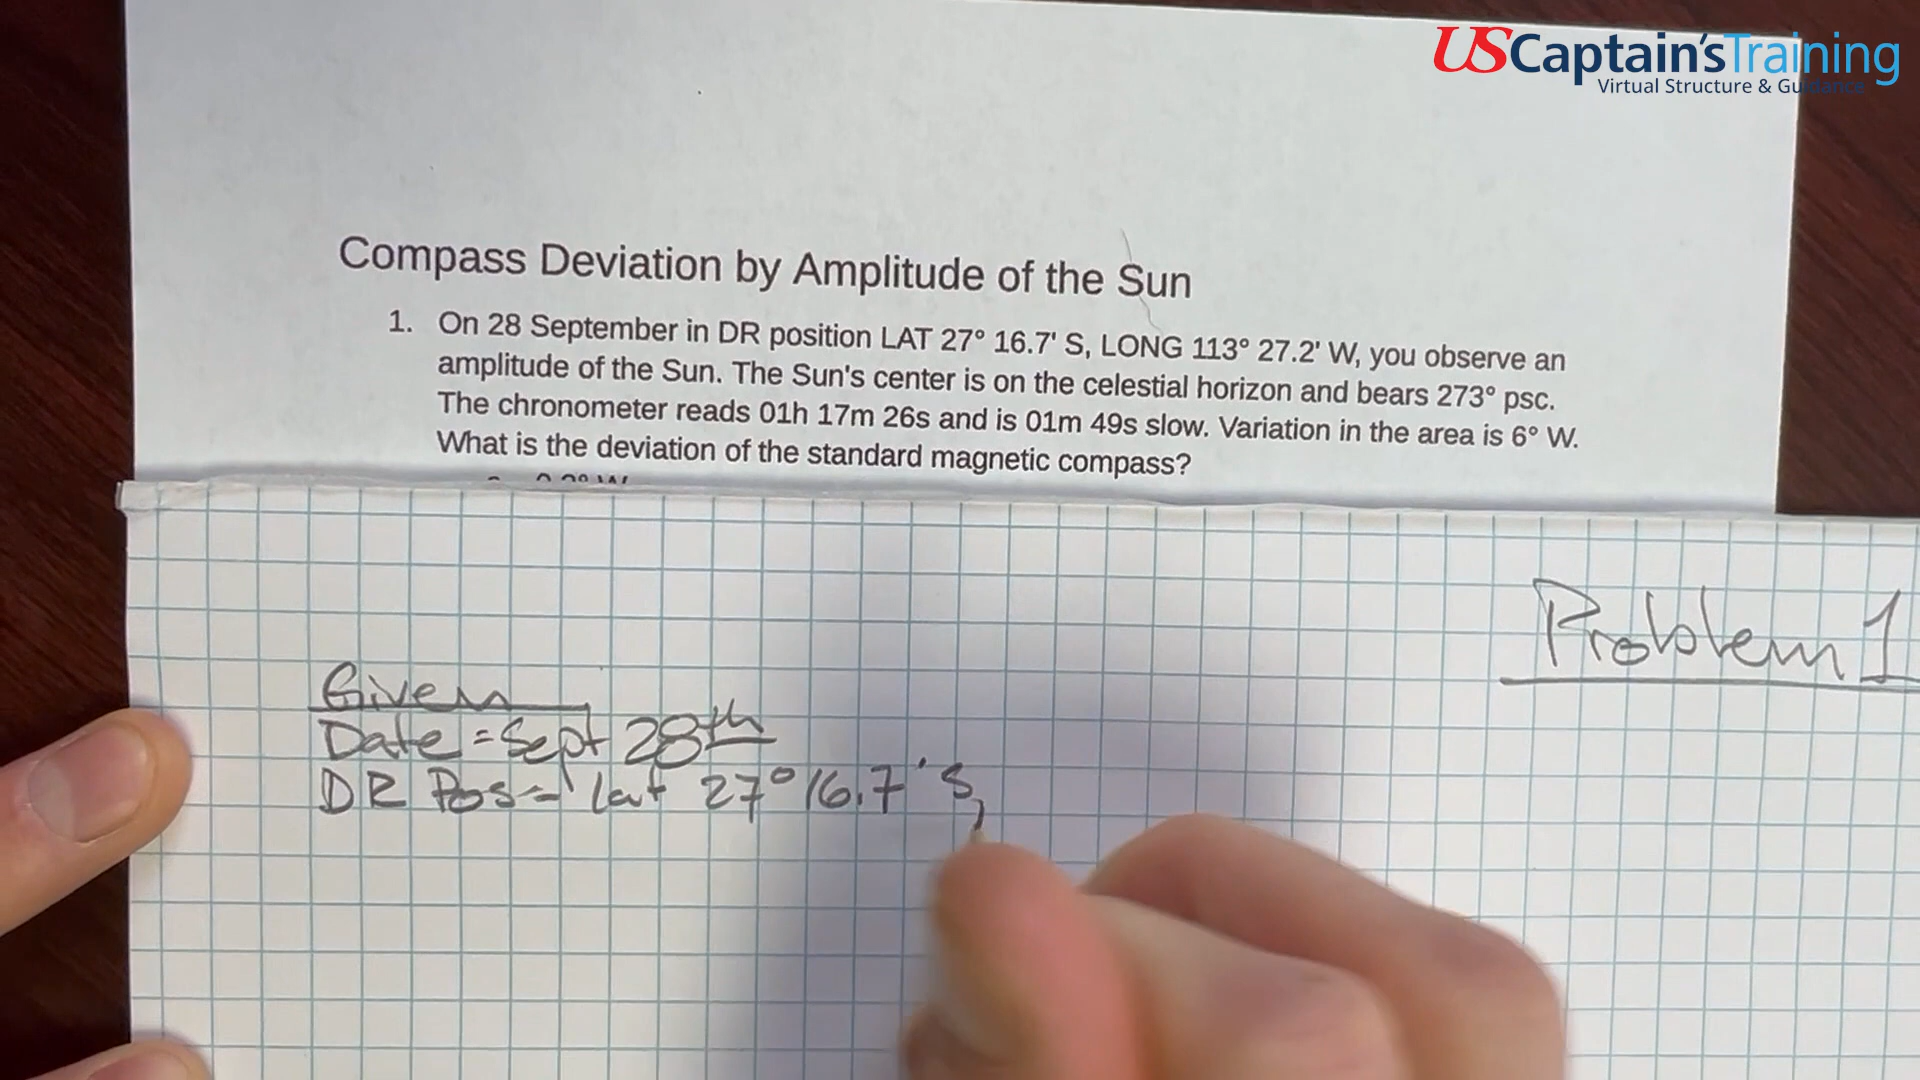 USCaptain'sTraining
Virtual Structure & Guidance
Compass Deviation by Amplitude of the Sun
1. On 28 September in DR position LAT 27° 16.7' S, LONG 113° 27.2' W, you observe an
amplitude of the Sun. The Sun's center is on the celestial horizon and bears 273° psc.
The chronometer reads 01h 17m 26s and is 01m 49s slow. Variation in the area is 6° W.
What is the deviation of the standard magnetic compass?
Problem 1
Given
Date = Sept 28th
DR Pos = lat 27° 16.7' S,